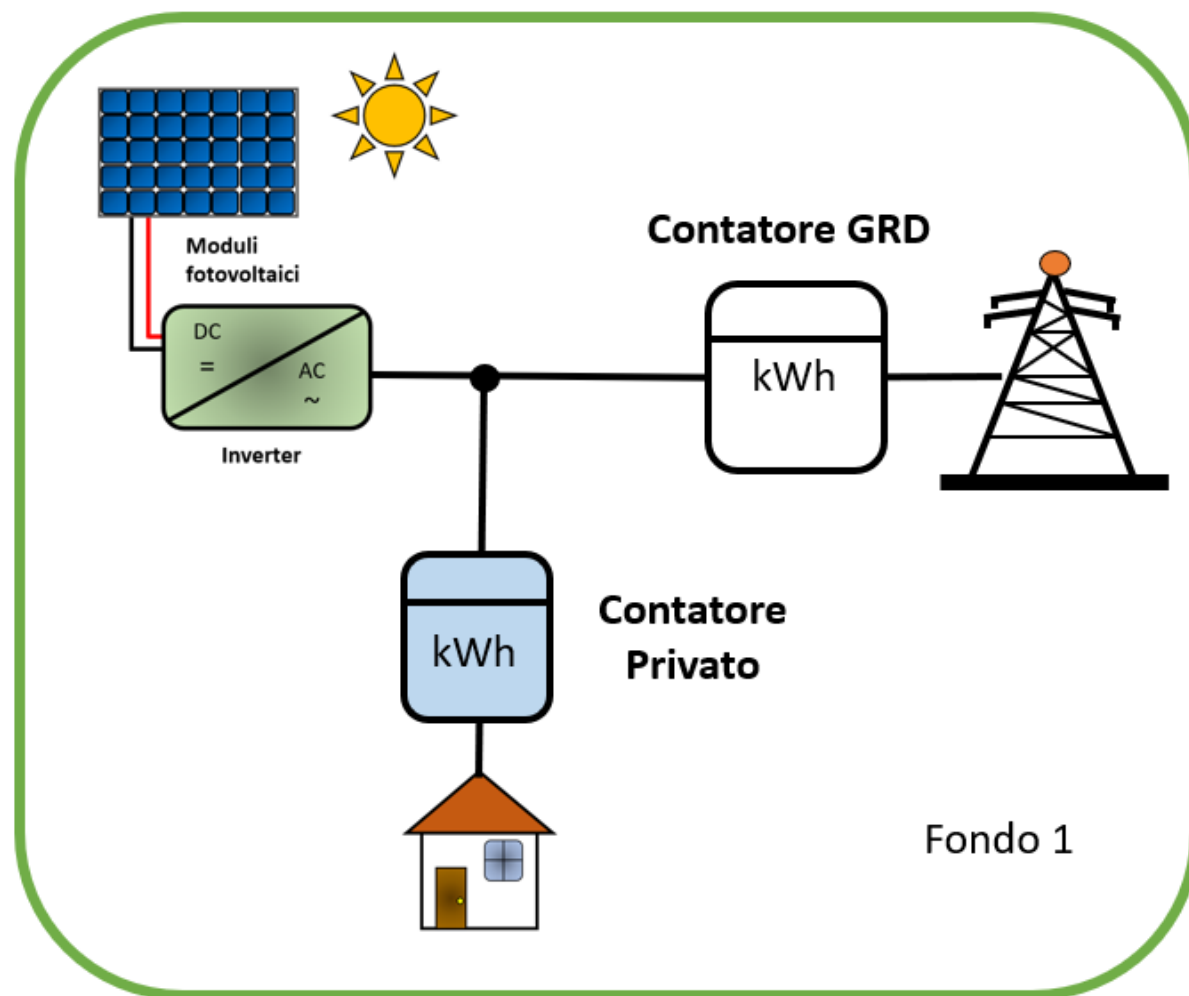 Moduli
fotovoltaici
DC
=
AC
~
Inverter
Contatore GRD
kWh
kWh
Contatore
Privato
Fondo 1